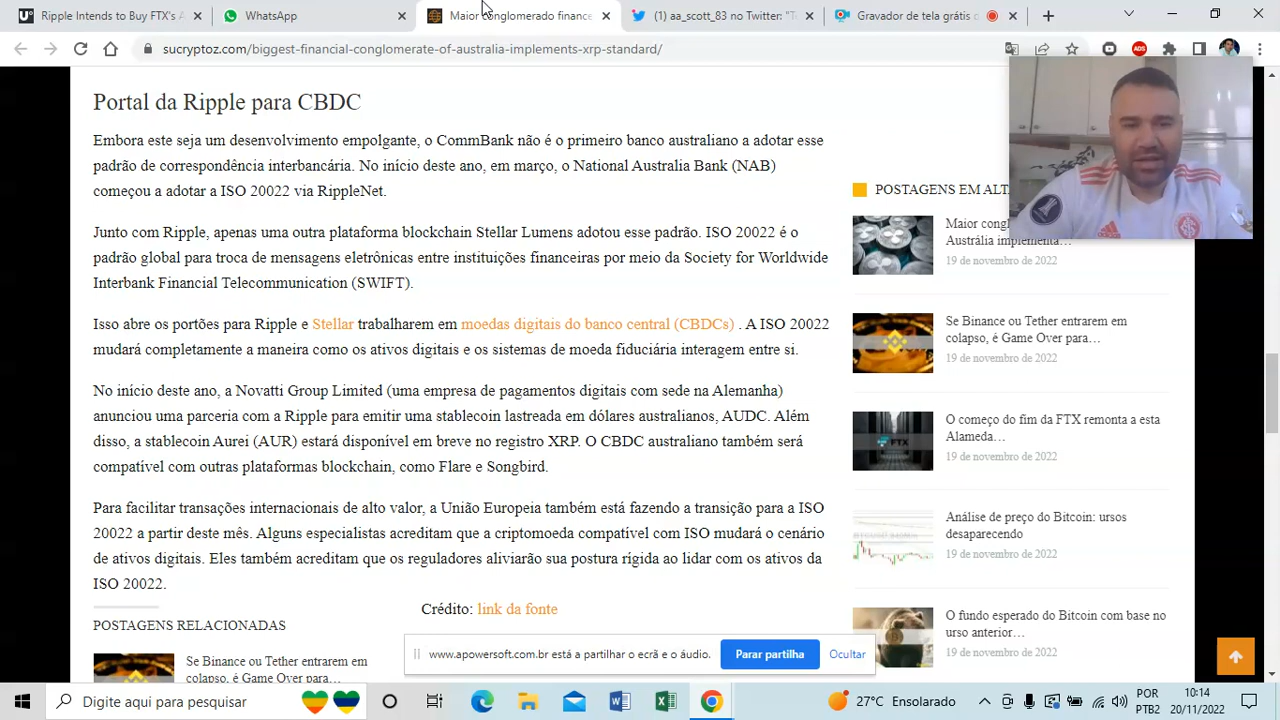 Ripple Intends to Buy FTX's A
WhatsApp
Maior conglomerado finance
(1) aa_scott_83 no Twitter: "T
Gravador de tela grátis o
sucryptoz.com/biggest-financial-conglomerate-of-australia-implements-xrp-standard/
ADS
Portal da Ripple para CBDC
Embora este seja um desenvolvimento empolgante, o CommBank não é o primeiro banco australiano a adotar esse
padrão de correspondência interbancária. No início deste ano, em março, o National Australia Bank (NAB)
começou a adotar a ISO 20022 via RippleNet.
Junto com Ripple, apenas uma outra plataforma blockchain Stellar Lumens adotou esse padrão. ISO 20022 é o
padrão global para troca de mensagens eletrônicas entre instituições financeiras por meio da Society for Worldwide
Interbank Financial Telecommunication (SWIFT).
Isso abre os portões para Ripple e Stellar trabalharem em moedas digitais do banco central (CBDCs) . A ISO 20022
mudará completamente a maneira como os ativos digitais e os sistemas de moeda fiduciária interagem entre si.
No início deste ano, a Novatti Group Limited (uma empresa de pagamentos digitais com sede na Alemanha)
anunciou uma parceria com a Ripple para emitir uma stablecoin lastreada em dólares australianos, AUDC. Além
disso, a stablecoin Aurei (AUR) estará disponível em breve no registro XRP. O CBDC australiano também será
compatível com outras plataformas blockchain, como Flare e Songbird.
Para facilitar transações internacionais de alto valor, a União Europeia também está fazendo a transição para a ISO
20022 a partir deste mês. Alguns especialistas acreditam que a criptomoeda compatível com ISO mudará o cenário
de ativos digitais. Eles também acreditam que os reguladores aliviarão sua postura rígida ao lidar com os ativos da
ISO 20022.
Crédito: link da fonte
POSTAGENS RELACIONADAS
Se Binance ou Tether entrarem em
colapso, é Game Over para…
POSTAGENS EM ALTA
Maior congl
Austrália implementa…
19 de novembro de 2022
Se Binance ou Tether entrarem em
colapso, é Game Over para…
19 de novembro de 2022
FTX
O começo do fim da FTX remonta a esta
Alameda…
19 de novembro de 2022
Análise de preço do Bitcoin: ursos
desaparecendo
19 de novembro de 2022
O fundo esperado do Bitcoin com base no
urso anterior…
19 de novembro de 2022
www.apowersoft.com.br está a partilhar o ecrã e o áudio.
Parar partilha
Ocultar
Digite aqui para pesquisar
27°C Ensolarado
POR
PTB2
10:14
20/11/2022